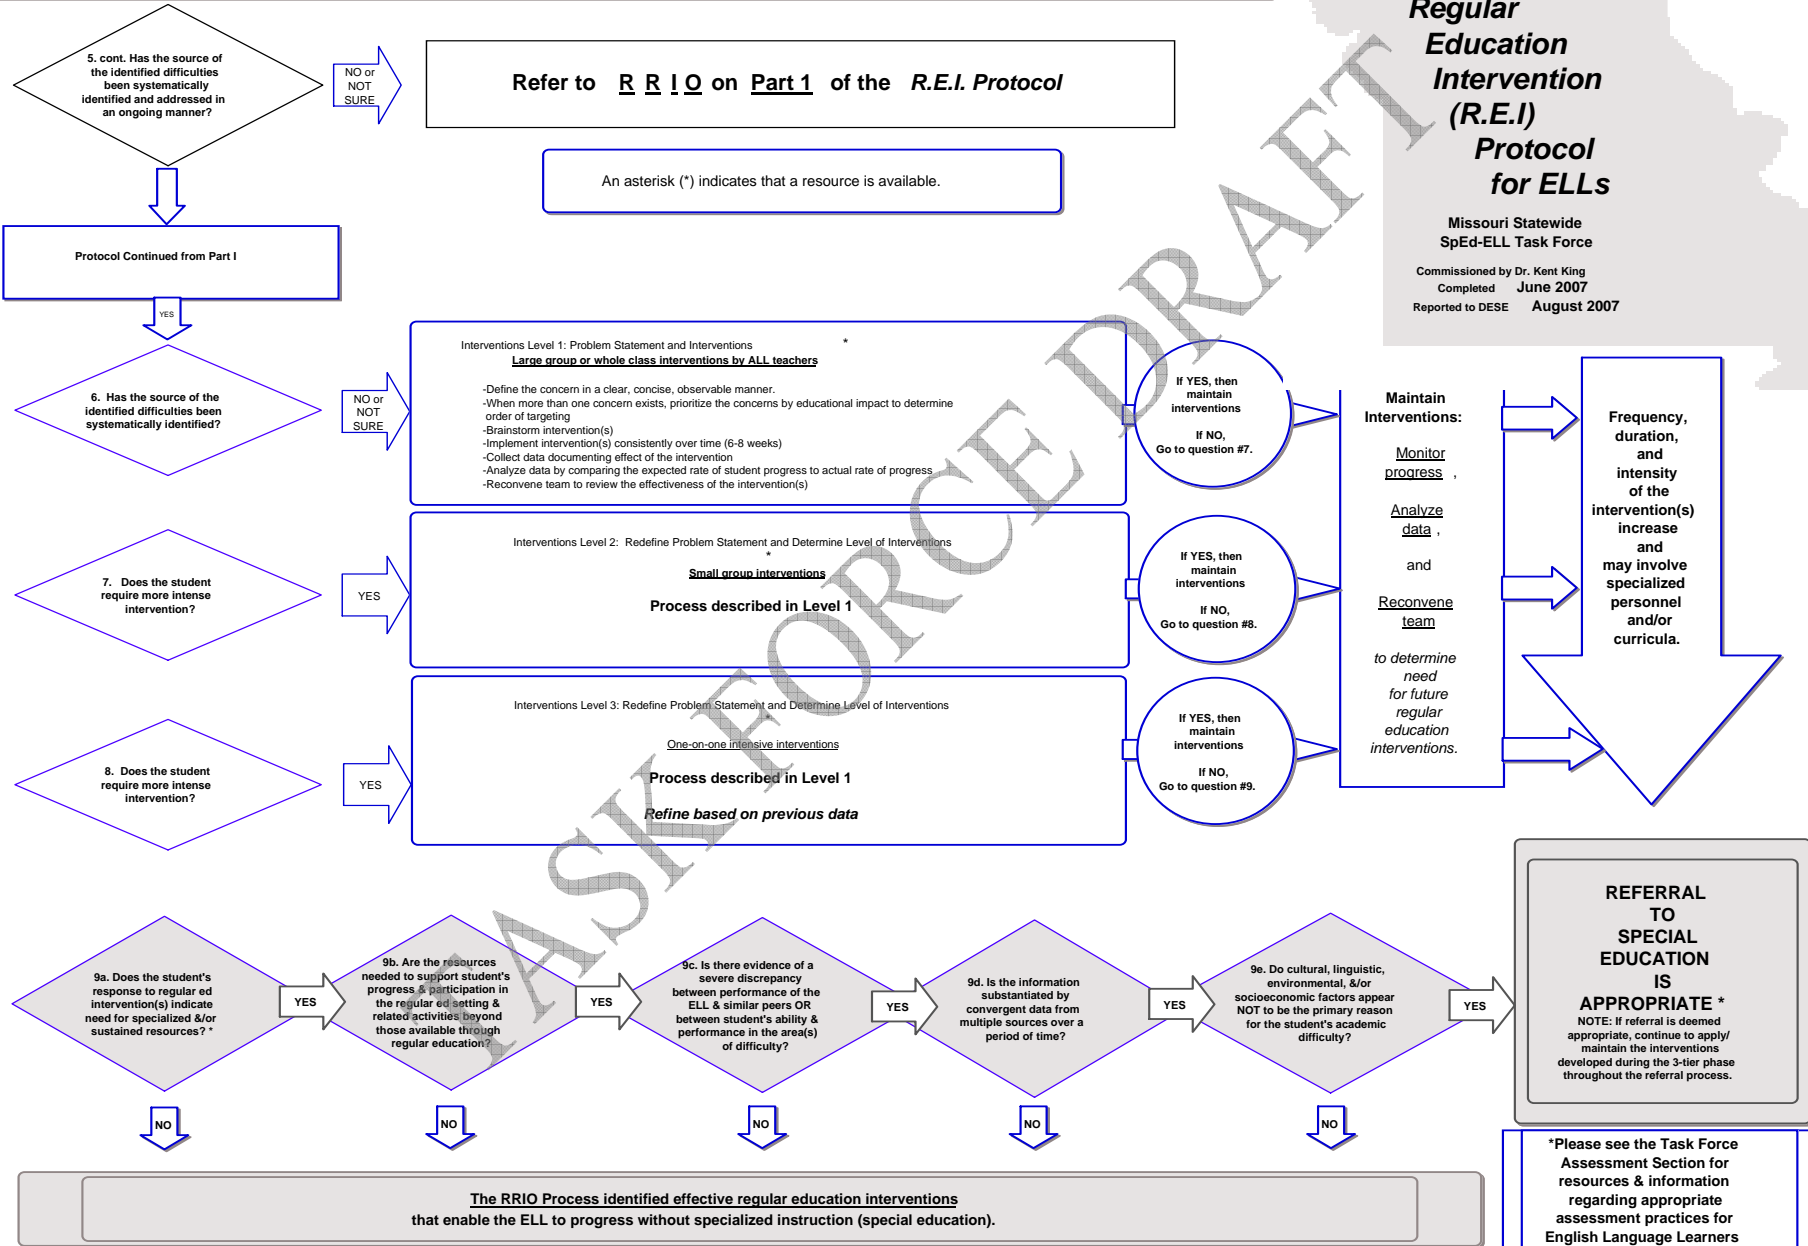 Regular
Education
Intervention
(R.E.I)
Protocol
for ELLs
Missouri Statewide
SpEd-ELL Task Force
Commissioned by Dr. Kent King
Completed June 2007
Reported to DESE August 2007
5. cont. Has the source of
the identified difficulties
been systematically
identified and addressed in
an ongoing manner?
NO or
NOT
SURE
Refer to R R I O on Part 1 of the R.E.I. Protocol
An asterisk (*) indicates that a resource is available.
Protocol Continued from Part I
YES
6. Has the source of the
identified difficulties been
systematically identified?
NO or
NOT
SURE
Interventions Level 1: Problem Statement and Interventions *
Large group or whole class interventions by ALL teachers
-Define the concern in a clear, concise, observable manner.
-When more than one concern exists, prioritize the concerns by educational impact to determine
order of targeting
-Brainstorm intervention(s)
-Implement intervention(s) consistently over time (6-8 weeks)
-Collect data documenting effect of the intervention
-Analyze data by comparing the expected rate of student progress to actual rate of progress
-Reconvene team to review the effectiveness of the intervention(s)
If YES, then
maintain
interventions
If NO,
Go to question #7.
7. Does the student
require more intense
intervention?
YES
Interventions Level 2: Redefine Problem Statement and Determine Level of Interventions
*
Small group interventions
Process described in Level 1
If YES, then
maintain
interventions
If NO,
Go to question #8.
8. Does the student
require more intense
intervention?
YES
Interventions Level 3: Redefine Problem Statement and Determine Level of Interventions
*
One-on-one intensive interventions
Process described in Level 1
Refine based on previous data
If YES, then
maintain
interventions
If NO,
Go to question #9.
Maintain
Interventions:
Monitor
progress ,
Analyze
data ,
and
Reconvene
team
to determine
need
for future
regular
education
interventions.
Frequency,
duration,
and
intensity
of the
intervention(s)
increase
and
may involve
specialized
personnel
and/or
curricula.
9a. Does the student's
response to regular ed
intervention(s) indicate
need for specialized &/or
sustained resources? *
YES
NO
9b. Are the resources
needed to support student's
progress & participation in
the regular ed setting &
related activities beyond
those available through
regular education?
YES
NO
9c. Is there evidence of a
severe discrepancy
between performance of the
ELL & similar peers OR
between student's ability &
performance in the area(s)
of difficulty?
YES
NO
9d. Is the information
substantiated by
convergent data from
multiple sources over a
period of time?
YES
NO
9e. Do cultural, linguistic,
environmental, &/or
socioeconomic factors appear
NOT to be the primary reason
for the student's academic
difficulty?
YES
NO
REFERRAL
TO
SPECIAL
EDUCATION
IS
APPROPRIATE *
NOTE: If referral is deemed
appropriate, continue to apply/
maintain the interventions
developed during the 3-tier phase
throughout the referral process.
The RRIO Process identified effective regular education interventions
that enable the ELL to progress without specialized instruction (special education).
*Please see the Task Force
Assessment Section for
resources & information
regarding appropriate
assessment practices for
English Language Learners
TASK FORCE DRAFT